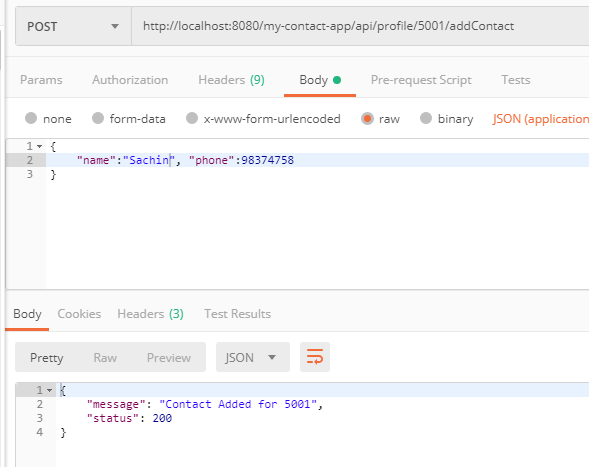 POST http://localhost:8080/my-contact-app/api/profile/5001/addContact
Params Authorization Headers (9) Body Pre-request Script Tests
none form-data x-www-form-urlencoded raw binary JSON (application
1 {
2 "name":"Sachin", "phone":98374758
3 }
Body Cookies Headers (3) Test Results
Pretty Raw Preview JSON
1 {
2 "message": "Contact Added for 5001",
3 "status": 200
4 }